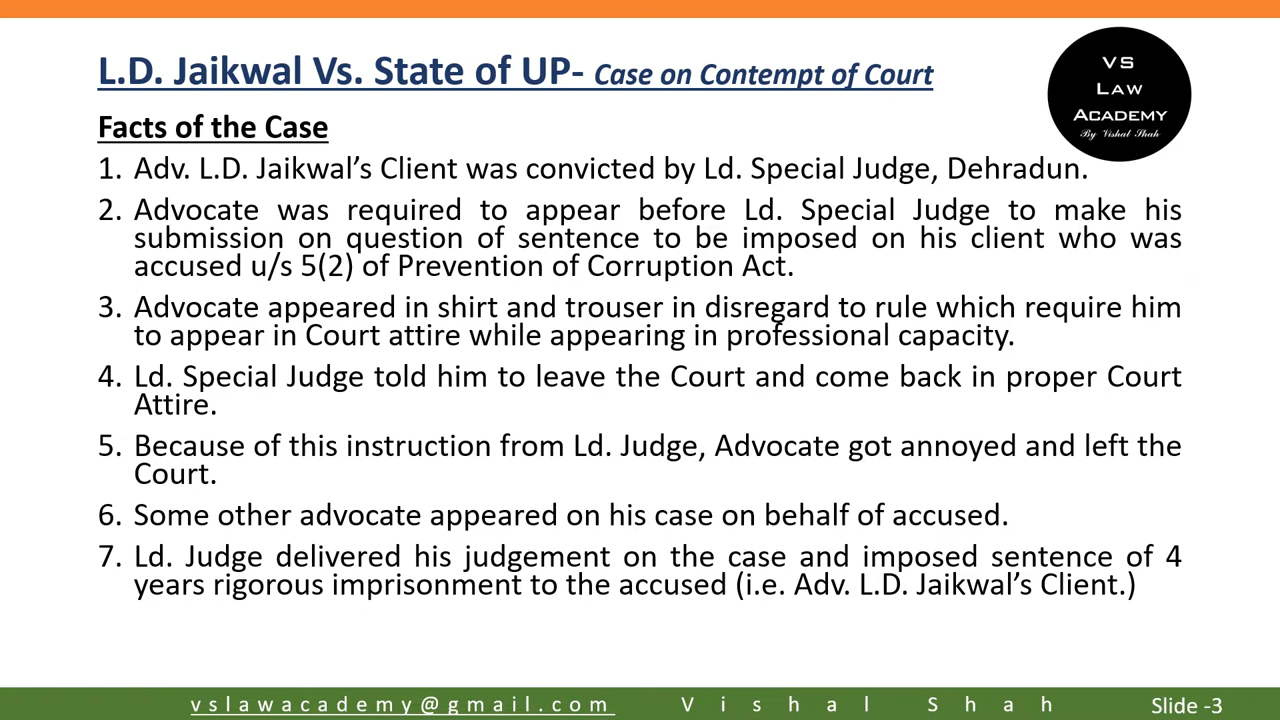 L.D. Jaikwal Vs. State of UP- Case on Contempt of Court
VS
LAW
ACADEMY
By Vishal Shah
Facts of the Case
1. Adv. L.D. Jaikwal’s Client was convicted by Ld. Special Judge, Dehradun.
2. Advocate was required to appear before Ld. Special Judge to make his
submission on question of sentence to be imposed on his client who was
accused u/s 5(2) of Prevention of Corruption Act.
3. Advocate appeared in shirt and trouser in disregard to rule which require him
to appear in Court attire while appearing in professional capacity.
4. Ld. Special Judge told him to leave the Court and come back in proper Court
Attire.
5. Because of this instruction from Ld. Judge, Advocate got annoyed and left the
Court.
6. Some other advocate appeared on his case on behalf of accused.
7. Ld. Judge delivered his judgement on the case and imposed sentence of 4
years rigorous imprisonment to the accused (i.e. Adv. L.D. Jaikwal’s Client.)
vslawacademy@gmail.com Vishal Shah Slide -3